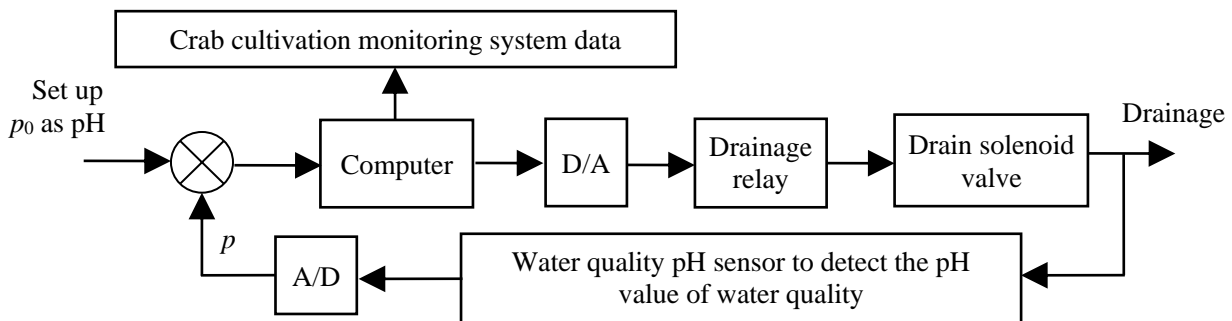 Crab cultivation monitoring system data
Set up
p₀ as pH
Computer
D/A
Drainage
relay
Drain solenoid
valve
Drainage
p
A/D
Water quality pH sensor to detect the pH
value of water quality